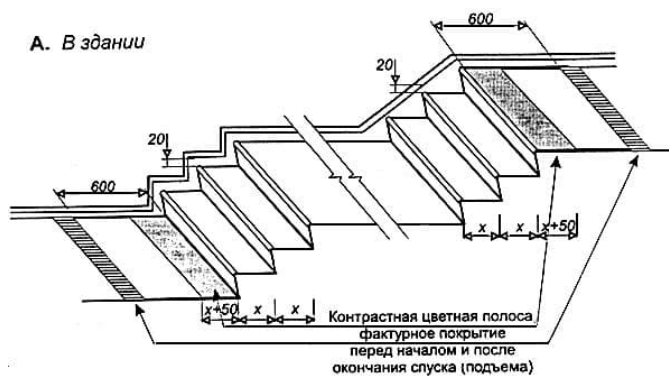 А. В здании
600
20
20
600
x x x+50
x+50 x x
Контрастная цветная полоса
фактурное покрытие
перед началом и после
окончания спуска (подъема)